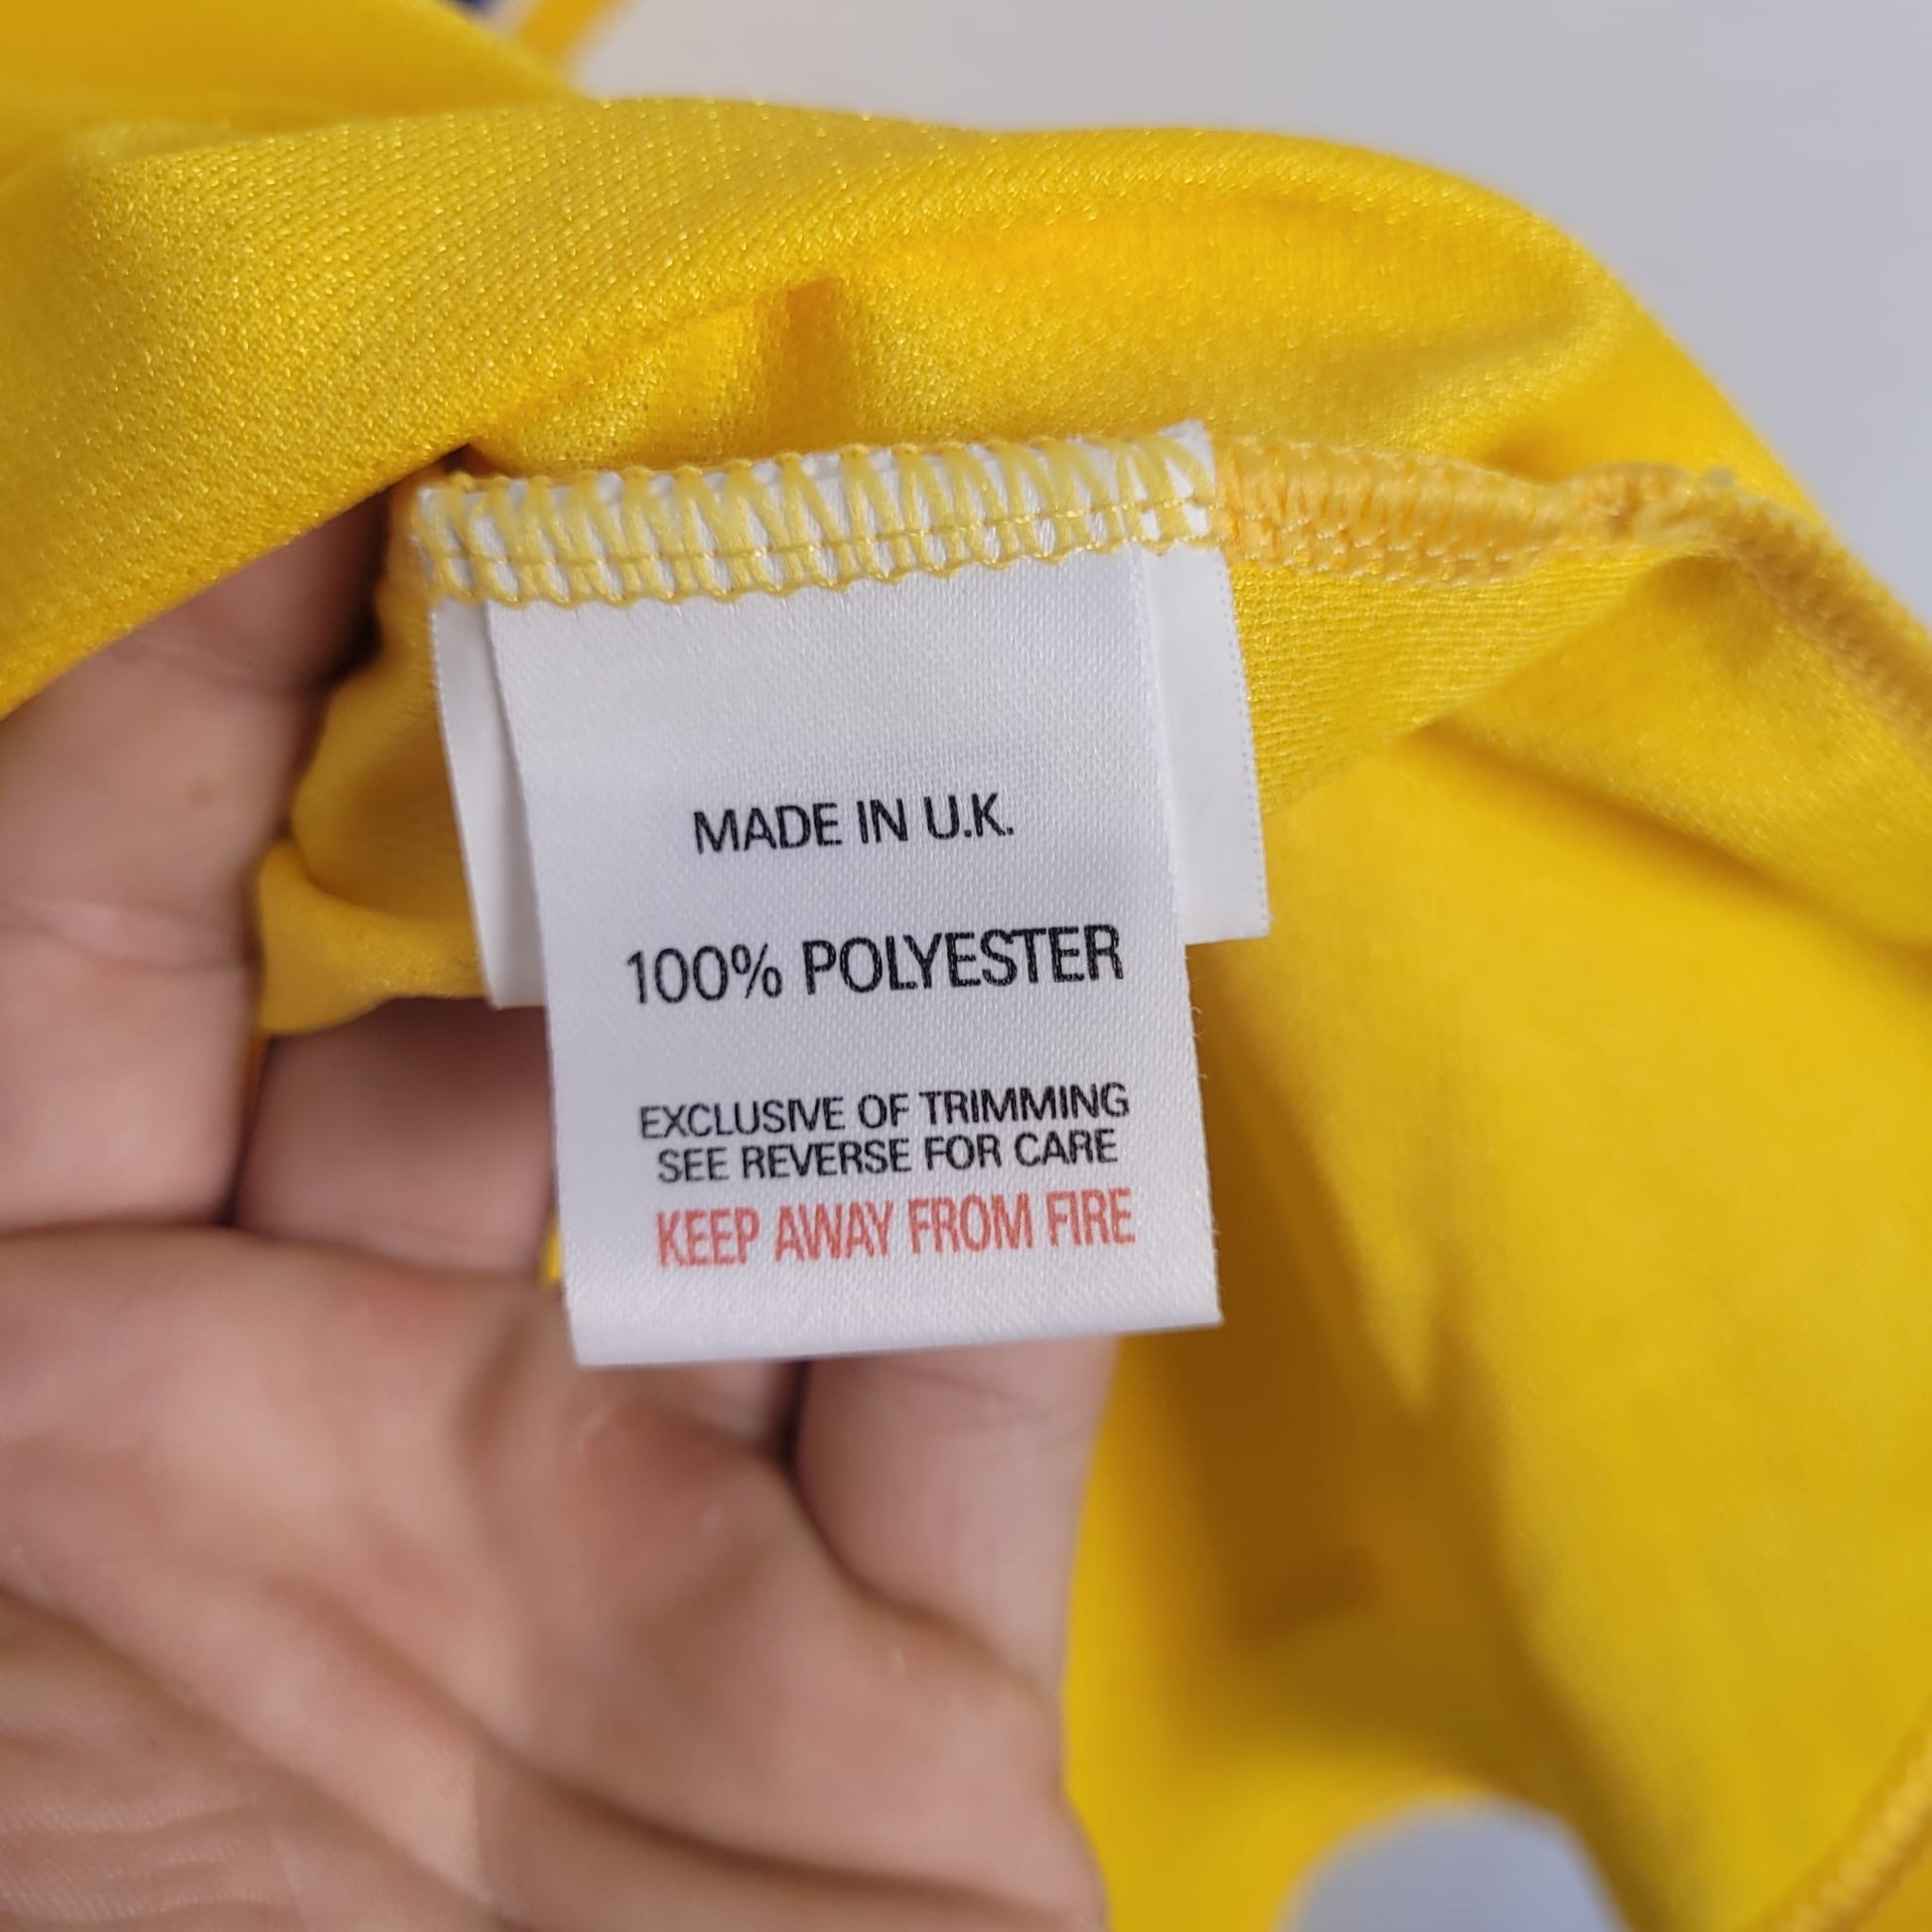 MADE IN U.K.
100% POLYESTER
EXCLUSIVE OF TRIMMING
SEE REVERSE FOR CARE
KEEP AWAY FROM FIRE